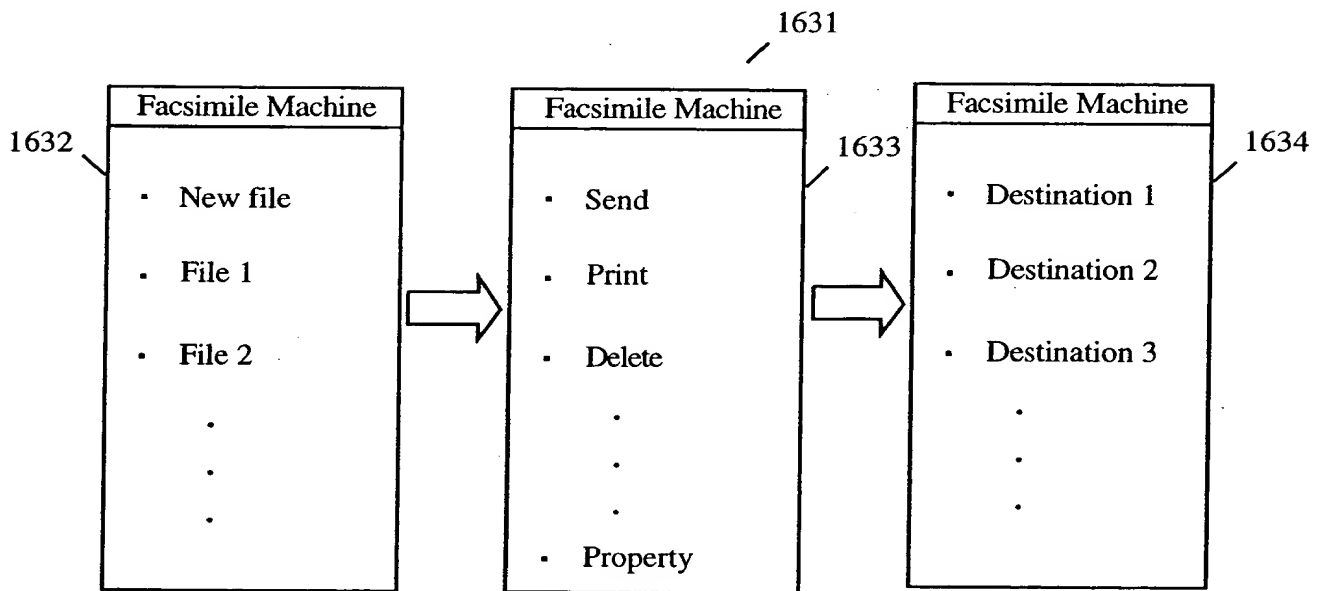 1631
Facsimile Machine
1632
· New file
· File 1
· File 2
.
.
.
Facsimile Machine
1633
· Send
· Print
· Delete
.
.
.
· Property
Facsimile Machine
1634
· Destination 1
· Destination 2
· Destination 3
.
.
.